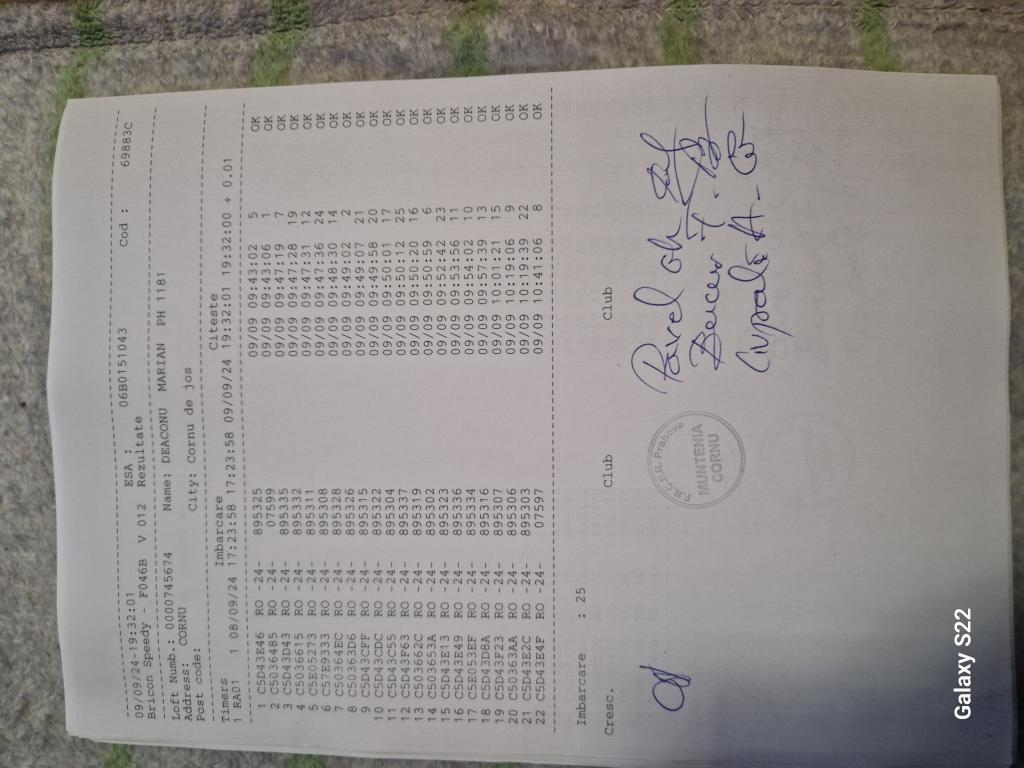 09/09/24-19:32:01 ESA : 06B0151043 Cod : 69883C
Bricon Speedy - F046B V 012 Rezultate
Loft Numb.: 0000745674 Name: DEACONU MARIAN PH 1181
Address: CORNU City: Cornu de jos
Post code:
Timers Imbarcare Citeste
1 RA01 1 08/09/24 17:23:58 17:23:58 09/09/24 19:32:01 19:32:00 + 0.01
1 C5D43E46 RO -24- 895325 09/09 09:43:02 5 OK
2 C5036485 RO -24- 07599 09/09 09:43:06 1 OK
3 C5D43D43 RO -24- 895335 09/09 09:47:19 7 OK
4 C5036615 RO -24- 895332 09/09 09:47:28 19 OK
5 C5E05273 RO -24- 895311 09/09 09:47:31 12 OK
6 C57E9333 RO -24- 895308 09/09 09:47:36 24 OK
7 C50364EC RO -24- 895328 09/09 09:48:30 14 OK
8 C50363D6 RO -24- 895326 09/09 09:49:02 2 OK
9 C5D43CFF RO -24- 895315 09/09 09:49:07 21 OK
10 C5D43CDC RO -24- 895322 09/09 09:49:58 20 OK
11 C5D43C55 RO -24- 895304 09/09 09:50:01 17 OK
12 C5D43F63 RO -24- 895337 09/09 09:50:12 25 OK
13 C503662C RO -24- 895319 09/09 09:50:20 16 OK
14 C503653A RO -24- 895302 09/09 09:50:59 6 OK
15 C5D43E13 RO -24- 895323 09/09 09:52:42 23 OK
16 C5D42E49 RO -24- 895336 09/09 09:53:56 11 OK
17 C5E053EF RO -24- 895334 09/09 09:54:02 10 OK
18 C5D43D8A RO -24- 895316 09/09 09:57:39 13 OK
19 C5D43F23 RO -24- 895307 09/09 10:01:21 15 OK
20 C50363AA RO -24- 895306 09/09 10:19:06 9 OK
21 C5D43E2C RO -24- 895303 09/09 10:19:39 22 OK
22 C5D43E4F RO -24- 07597 09/09 10:41:06 8 OK
Imbarcare : 25
Cresc. Club Club
F.N.C.P.R. Prahova
MUNTENIA
CORNU
Pavel
Galaxy S22